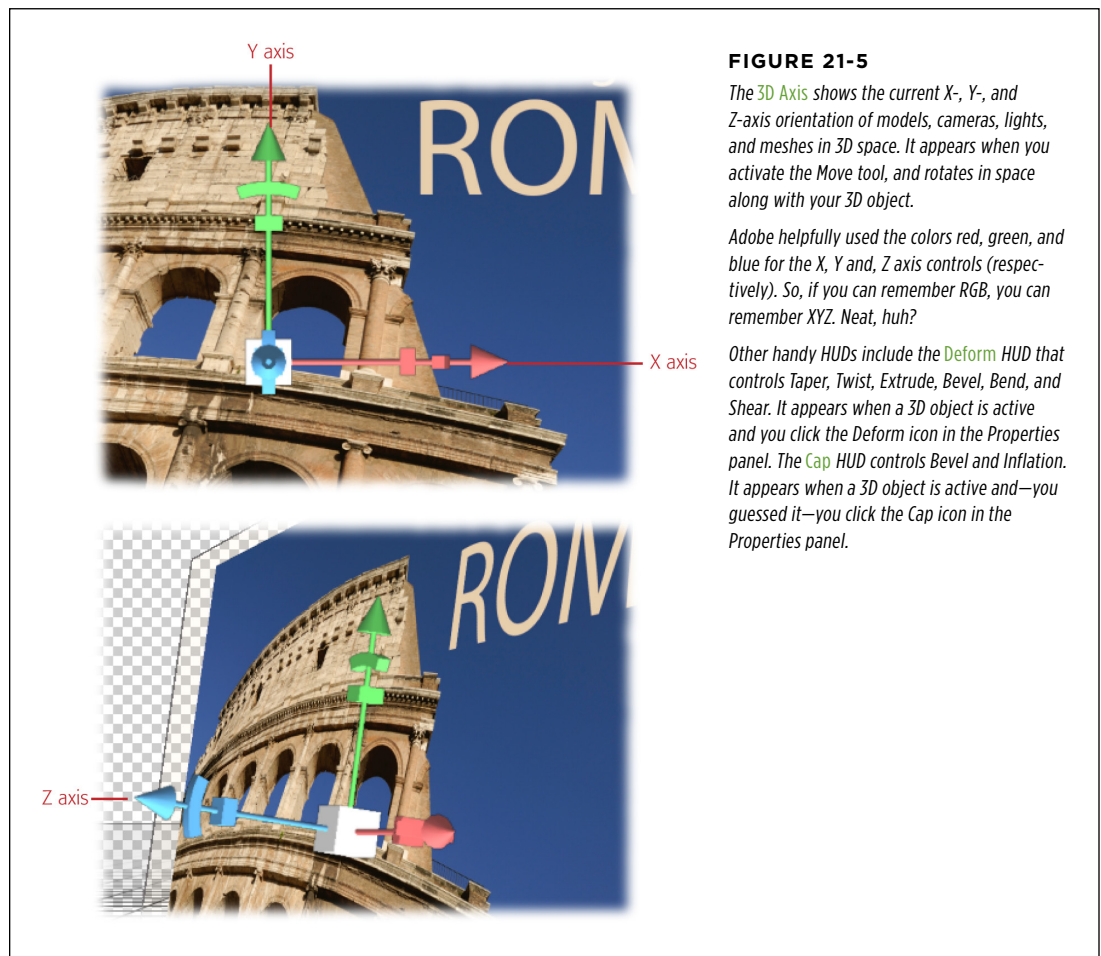 Y axis
ROM
X axis
ROM
Z axis
FIGURE 21-5
The 3D Axis shows the current X-, Y-, and
Z-axis orientation of models, cameras, lights,
and meshes in 3D space. It appears when you
activate the Move tool, and rotates in space
along with your 3D object.
Adobe helpfully used the colors red, green, and
blue for the X, Y and, Z axis controls (respec-
tively). So, if you can remember RGB, you can
remember XYZ. Neat, huh?
Other handy HUDs include the Deform HUD that
controls Taper, Twist, Extrude, Bevel, Bend, and
Shear. It appears when a 3D object is active
and you click the Deform icon in the Properties
panel. The Cap HUD controls Bevel and Inflation.
It appears when a 3D object is active and—you
guessed it—you click the Cap icon in the
Properties panel.